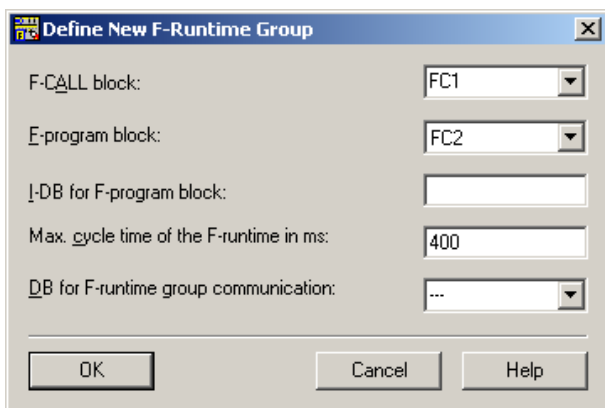 Define New F-Runtime Group
F-CALL block: FC1
F-program block: FC2
I-DB for F-program block:
Max. cycle time of the F-runtime in ms: 400
DB for F-runtime group communication: ---
OK Cancel Help